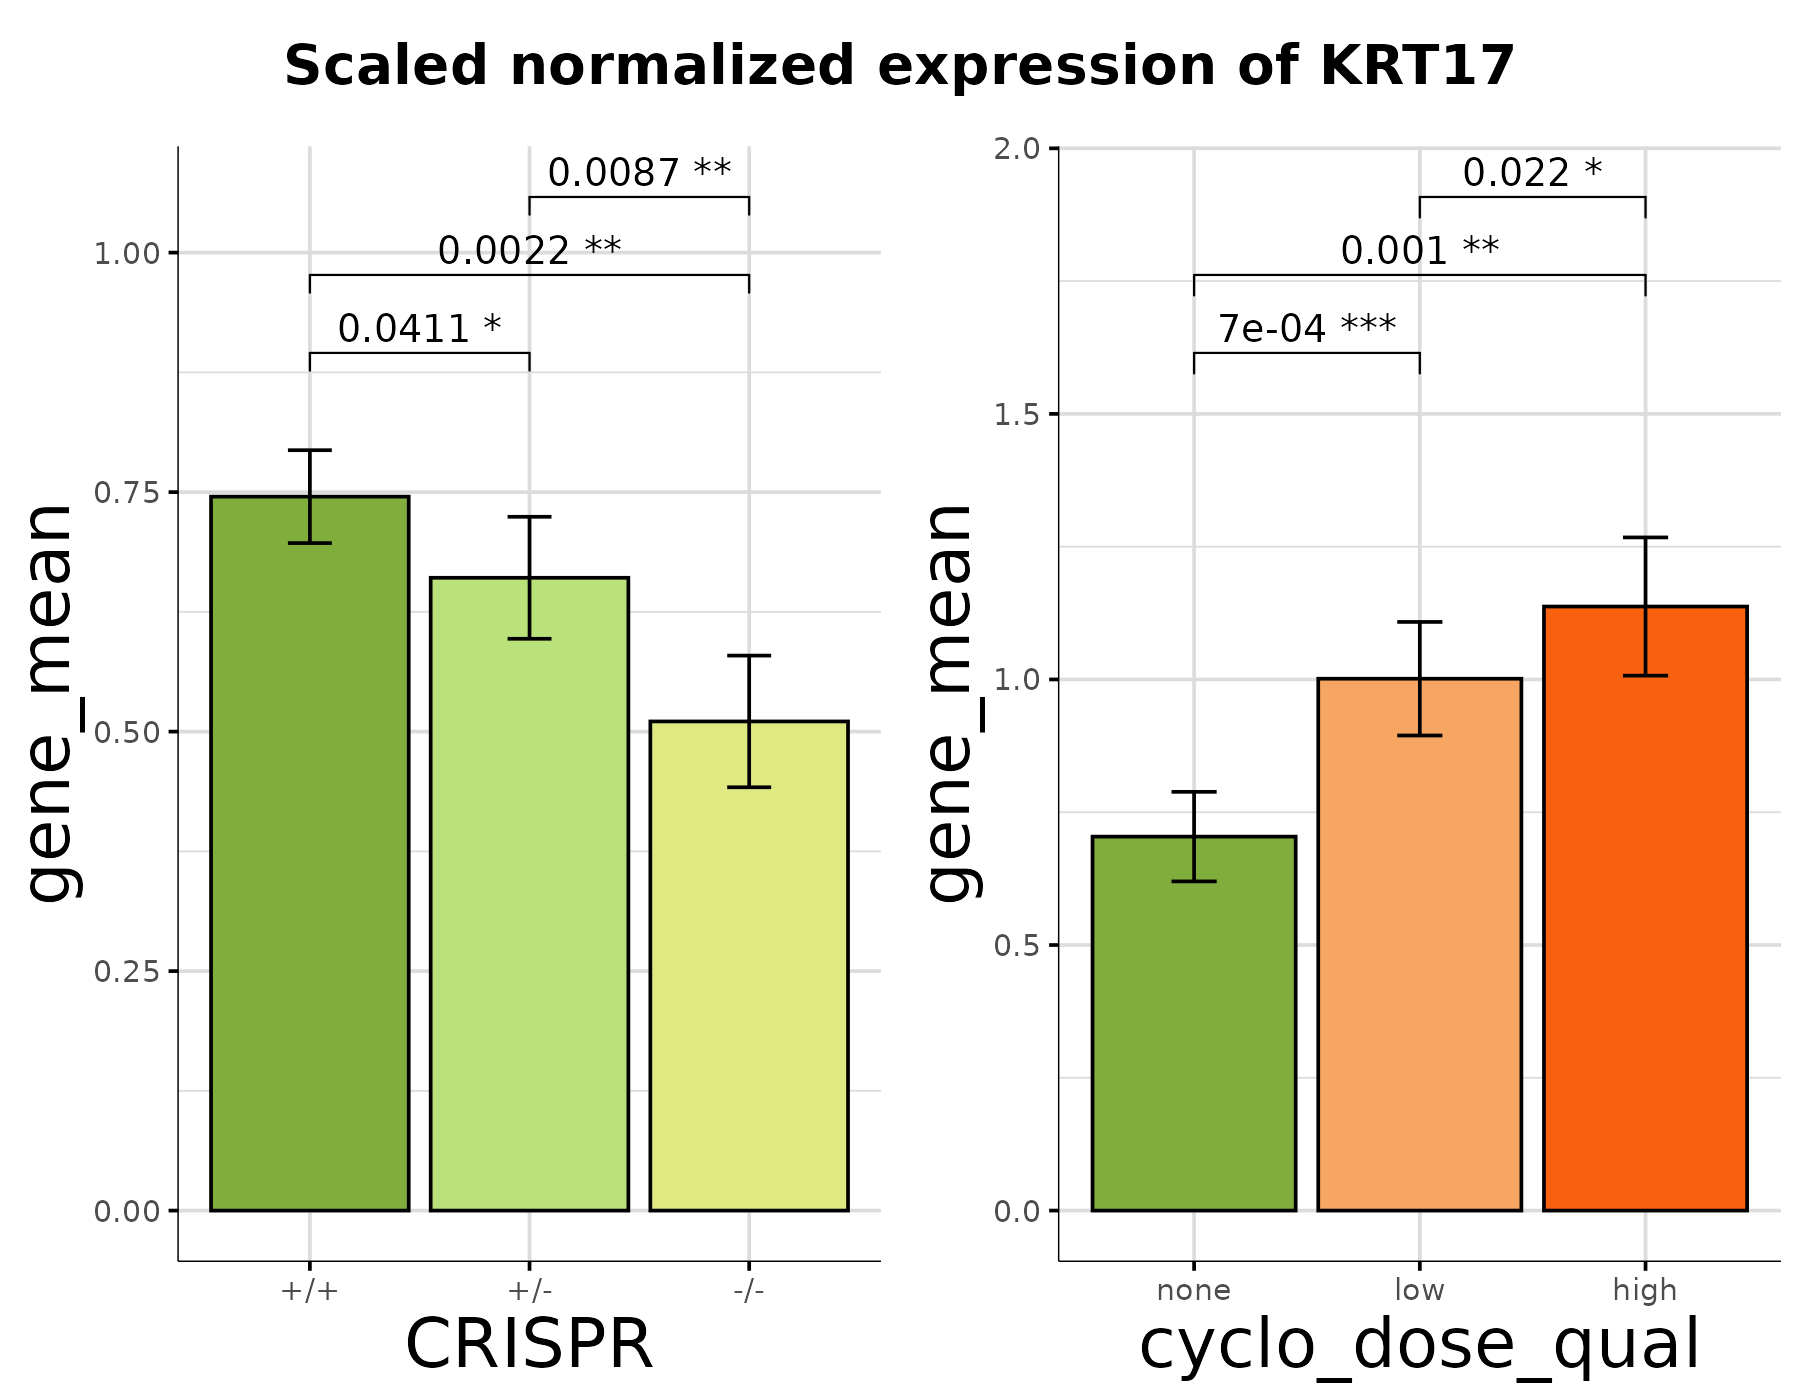 Scaled normalized expression of KRT17
gene_mean
1.00
0.75
0.50
0.25
0.00
0.0087 **
0.0022 **
0.0411 *
+/+
+/-
-/-
CRISPR
gene_mean
2.0
1.5
1.0
0.5
0.0
0.022 *
0.001 **
7e-04 ***
none
low
high
cyclo_dose_qual